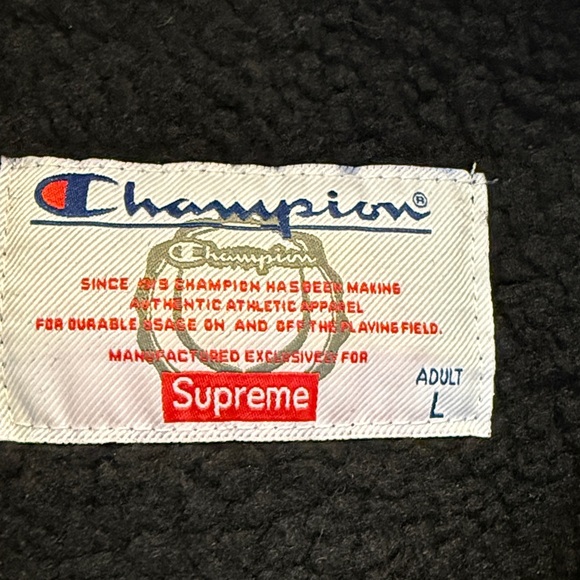 Champion®
Champion
SINCE 1919 CHAMPION HAS BEEN MAKING
AUTHENTIC ATHLETIC APPAREL
FOR DURABLE USAGE ON AND OFF THE PLAYING FIELD.
MANUFACTURED EXCLUSIVELY FOR
Supreme
ADULT
L